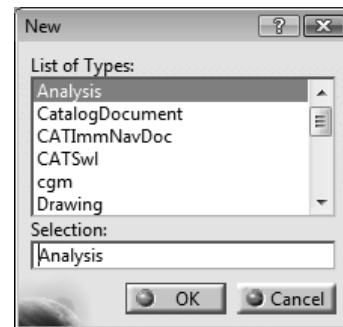 New
List of Types:
Analysis
CatalogDocument
CATImmNavDoc
CATSwl
cgm
Drawing
Selection:
Analysis
OK
Cancel